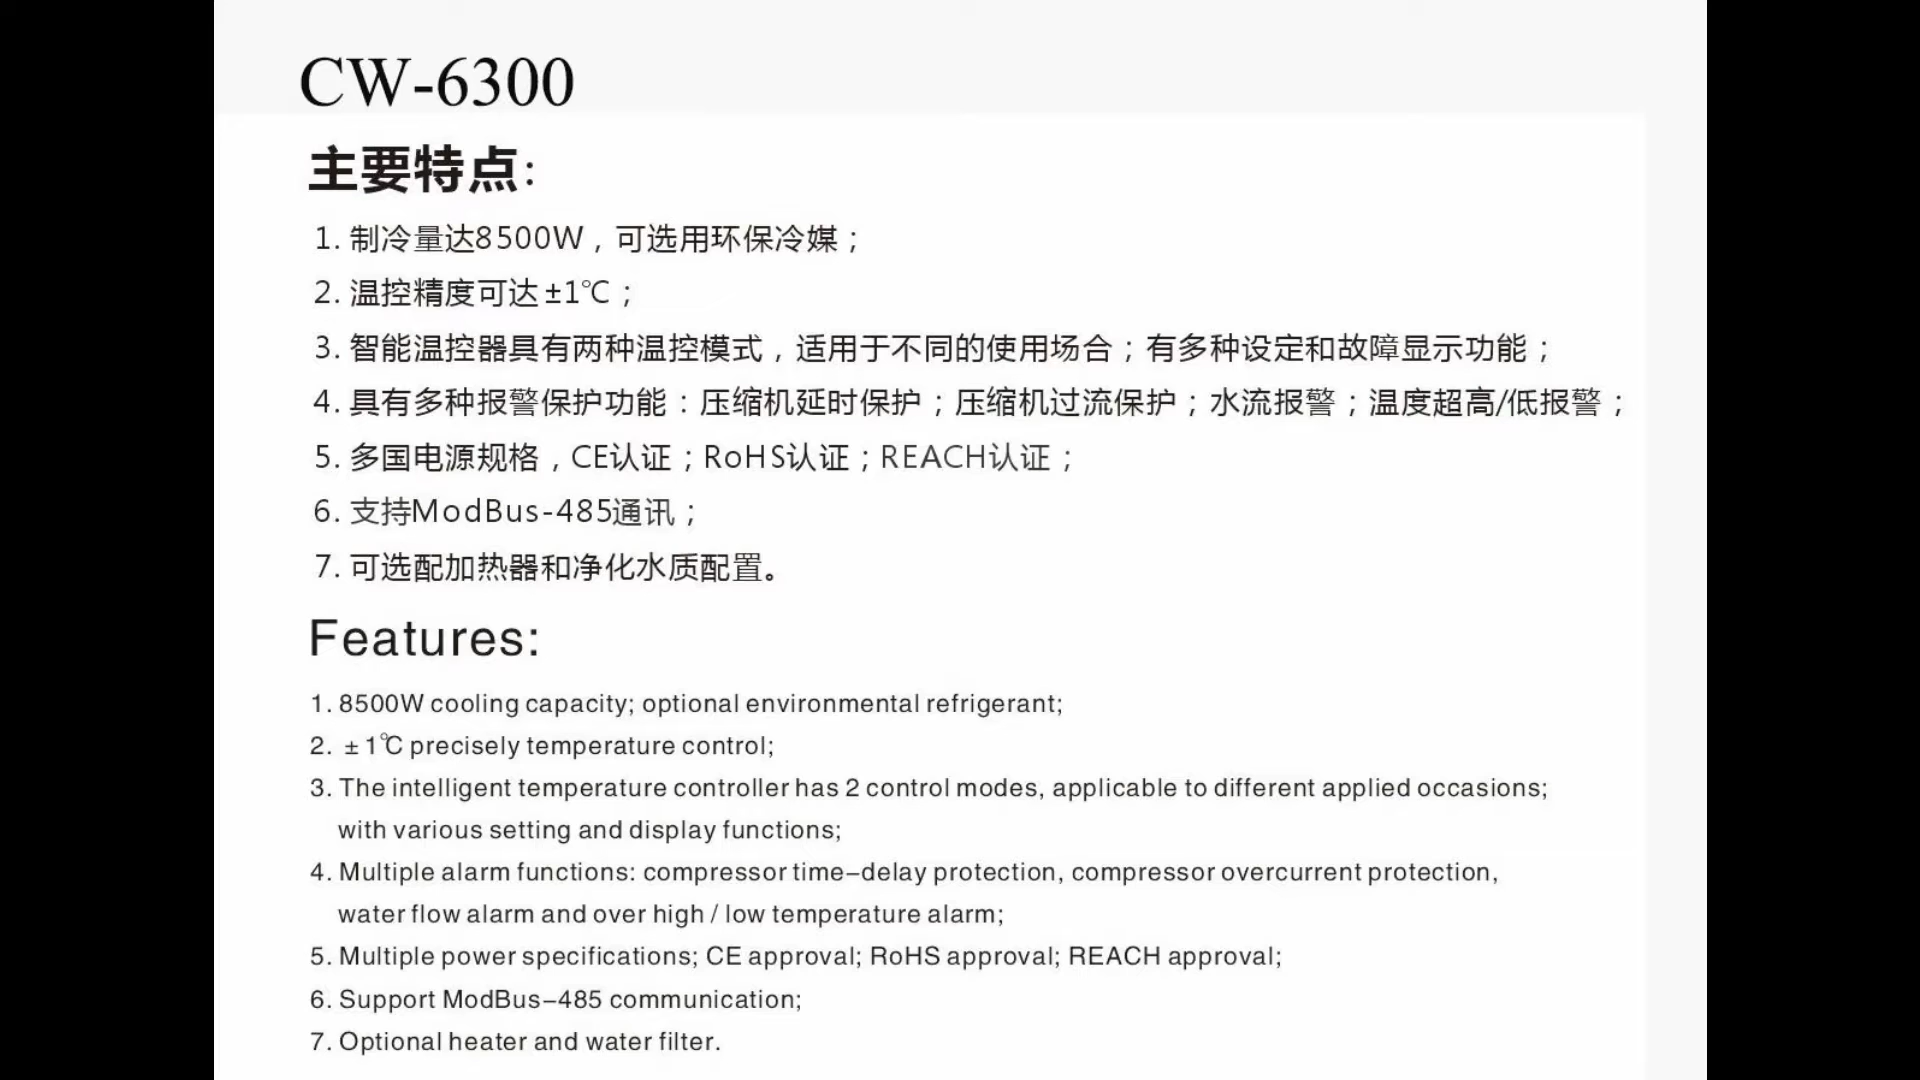 CW-6300
主要特点:
1. 制冷量达8500W，可选用环保冷媒；
2. 温控精度可达±1℃；
3. 智能温控器具有两种温控模式，适用于不同的使用场合；有多种设定和故障显示功能；
4. 具有多种报警保护功能：压缩机延时保护；压缩机过流保护；水流报警；温度超高/低报警；
5. 多国电源规格，CE认证；RoHS认证；REACH认证；
6. 支持ModBus-485通讯；
7. 可选配加热器和净化水质配置。
Features:
1. 8500W cooling capacity; optional environmental refrigerant;
2. ±1℃ precisely temperature control;
3. The intelligent temperature controller has 2 control modes, applicable to different applied occasions;
with various setting and display functions;
4. Multiple alarm functions: compressor time–delay protection, compressor overcurrent protection,
water flow alarm and over high / low temperature alarm;
5. Multiple power specifications; CE approval; RoHS approval; REACH approval;
6. Support ModBus–485 communication;
7. Optional heater and water filter.